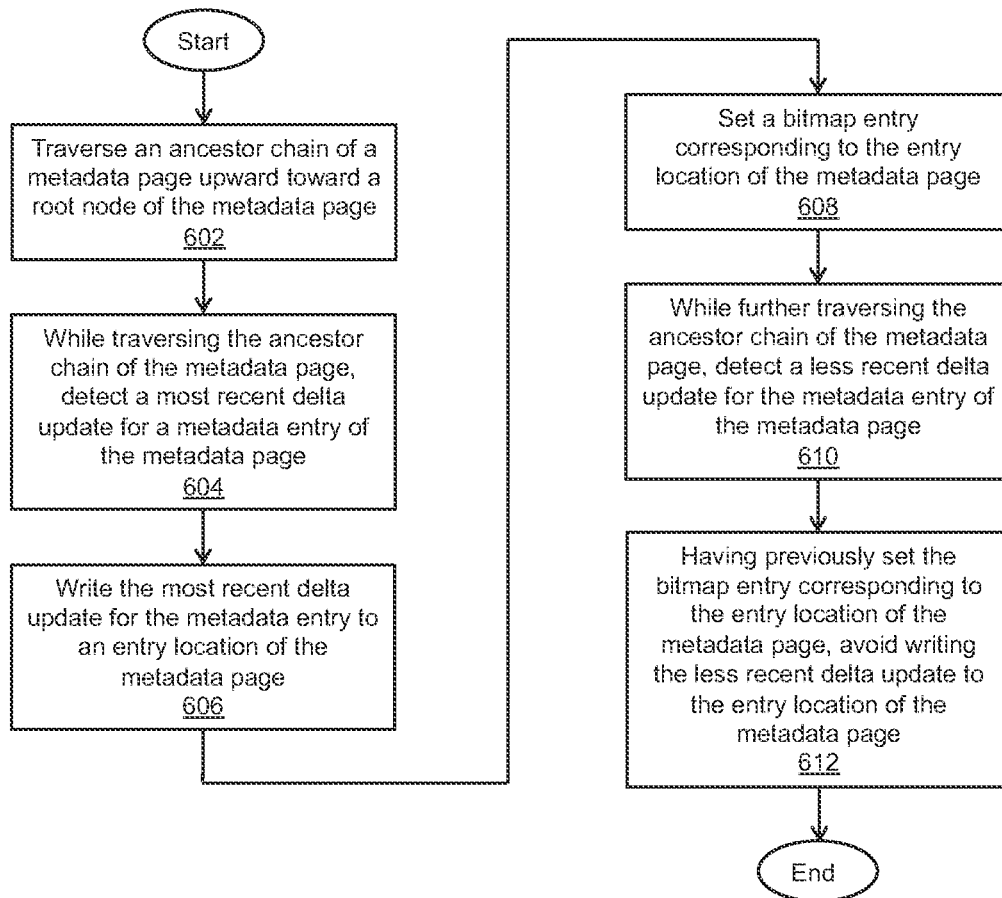 Start
Traverse an ancestor chain of a
metadata page upward toward a
root node of the metadata page
602
While traversing the ancestor
chain of the metadata page,
detect a most recent delta
update for a metadata entry of
the metadata page
604
Write the most recent delta
update for the metadata entry to
an entry location of the
metadata page
606
Set a bitmap entry
corresponding to the entry
location of the metadata page
608
While further traversing the
ancestor chain of the metadata
page, detect a less recent delta
update for the metadata entry of
the metadata page
610
Having previously set the
bitmap entry corresponding to
the entry location of the
metadata page, avoid writing
the less recent delta update to
the entry location of the
metadata page
612
End